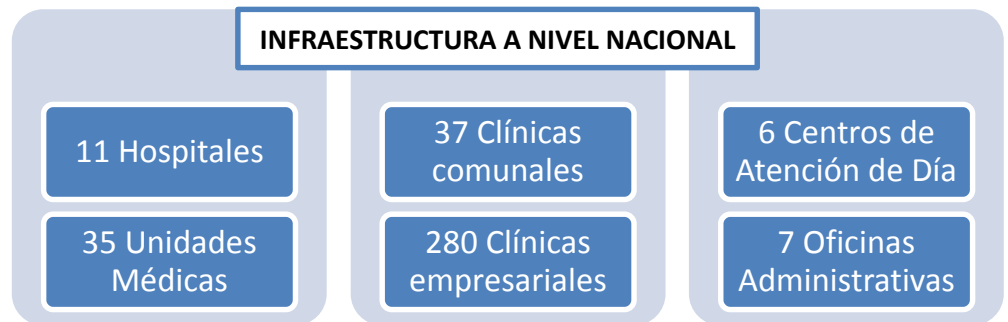 INFRAESTRUCTURA A NIVEL NACIONAL
11 Hospitales
35 Unidades
Médicas
37 Clínicas
comunales
280 Clínicas
empresariales
6 Centros de
Atención de Día
7 Oficinas
Administrativas